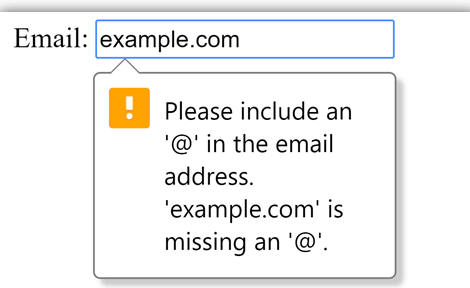 Email: example.com
!
Please include an
'@' in the email
address.
'example.com' is
missing an '@'.